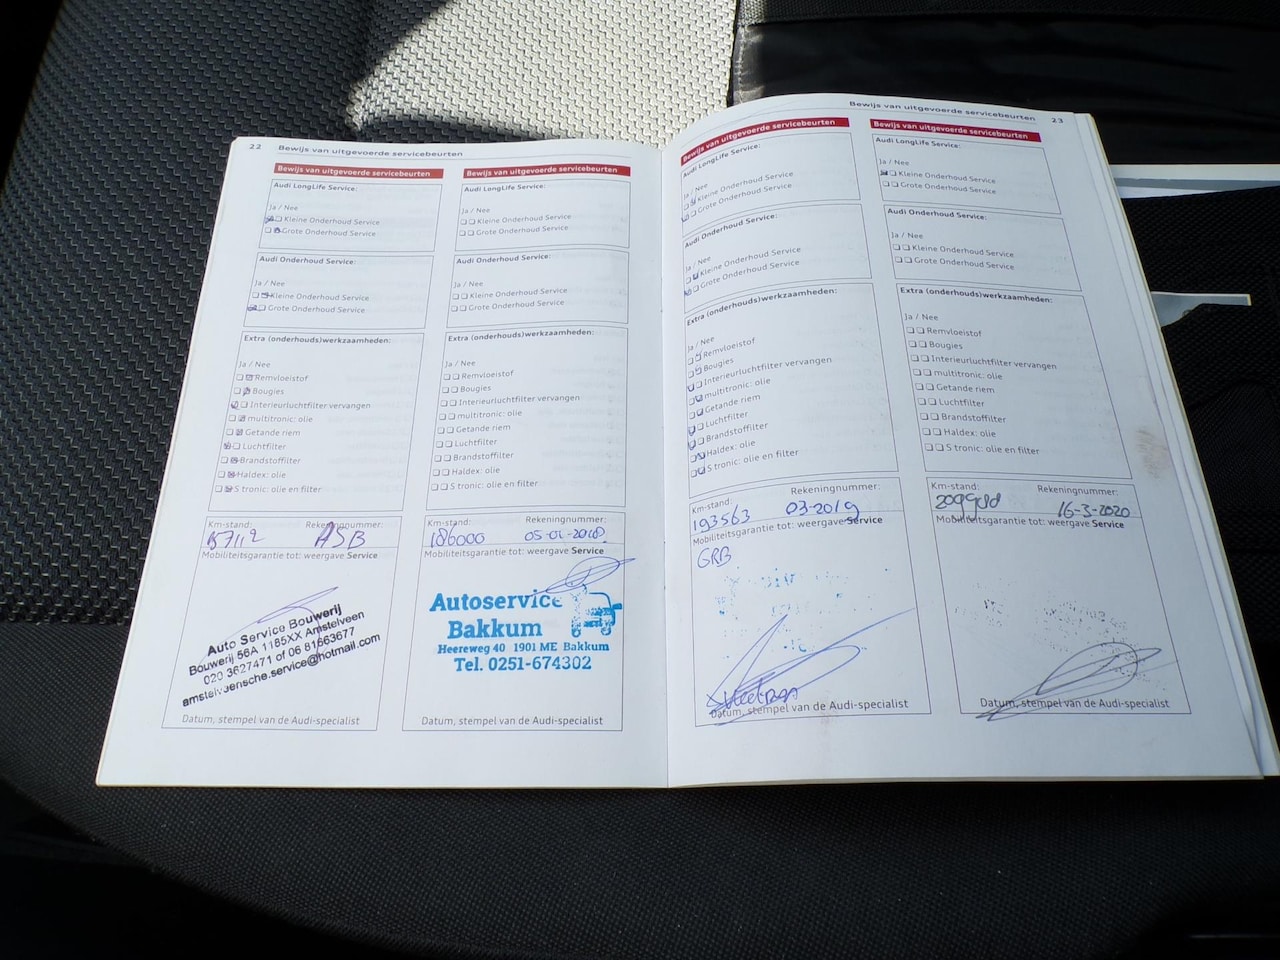 22 Bewijs van uitgevoerde servicebeurten
Bewijs van uitgevoerde servicebeurten
Audi LongLife Service:
Ja / Nee
Kleine Onderhoud Service
Grote Onderhoud Service
Audi Onderhoud Service:
Ja / Nee
Kleine Onderhoud Service
Grote Onderhoud Service
Extra (onderhouds)werkzaamheden:
Ja / Nee
Remvloeistof
Bougies
Interieurluchtfilter vervangen
multitronic: olie
Getande riem
Luchtfilter
Brandstoffilter
Haldex: olie
S tronic: olie en filter
Km-stand: Rekeningnummer:
157112 ASB
Mobiliteitsgarantie tot: weergave Service
Auto Service Bouwerij
Bouwerij 56A 1185XX Amstelveen
020 3627471 of 06 81663677
amstelveensche.service@hotmail.com
Datum, stempel van de Audi-specialist
Bewijs van uitgevoerde servicebeurten
Audi LongLife Service:
Ja / Nee
Kleine Onderhoud Service
Grote Onderhoud Service
Audi Onderhoud Service:
Ja / Nee
Kleine Onderhoud Service
Grote Onderhoud Service
Extra (onderhouds)werkzaamheden:
Ja / Nee
Remvloeistof
Bougies
Interieurluchtfilter vervangen
multitronic: olie
Getande riem
Luchtfilter
Brandstoffilter
Haldex: olie
S tronic: olie en filter
Km-stand: Rekeningnummer:
186000
Mobiliteitsgarantie tot: weergave Service
Autoservice
Bakkum
Heereweg 40 1901 ME Bakkum
Tel. 0251-674302
Datum, stempel van de Audi-specialist
Bewijs van uitgevoerde servicebeurten 23
Bewijs van uitgevoerde servicebeurten
Audi LongLife Service:
Ja / Nee
Kleine Onderhoud Service
Grote Onderhoud Service
Audi Onderhoud Service:
Ja / Nee
Kleine Onderhoud Service
Grote Onderhoud Service
Extra (onderhouds)werkzaamheden:
Ja / Nee
Remvloeistof
Bougies
Interieurluchtfilter vervangen
multitronic: olie
Getande riem
Luchtfilter
Brandstoffilter
Haldex: olie
S tronic: olie en filter
Km-stand: Rekeningnummer:
193563 03-2019
Mobiliteitsgarantie tot: weergave Service
GRB
Datum, stempel van de Audi-specialist
Bewijs van uitgevoerde servicebeurten
Audi LongLife Service:
Ja / Nee
Kleine Onderhoud Service
Grote Onderhoud Service
Audi Onderhoud Service:
Ja / Nee
Kleine Onderhoud Service
Grote Onderhoud Service
Extra (onderhouds)werkzaamheden:
Ja / Nee
Remvloeistof
Bougies
Interieurluchtfilter vervangen
multitronic: olie
Getande riem
Luchtfilter
Brandstoffilter
Haldex: olie
S tronic: olie en filter
Km-stand: Rekeningnummer:
16-3-2020
Mobiliteitsgarantie tot: weergave Service
Datum, stempel van de Audi-specialist